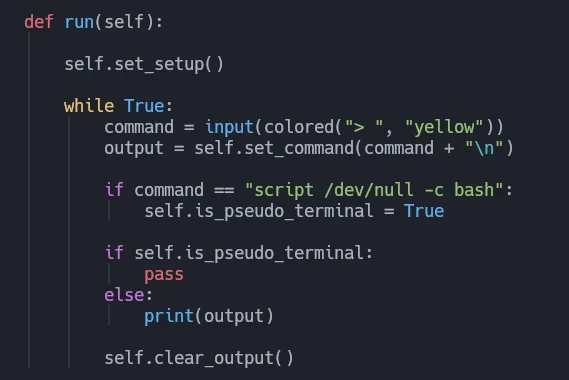 def run(self):
self.set_setup()
while True:
command = input(colored("> ", "yellow"))
output = self.set_command(command + "\n")
if command == "script /dev/null -c bash":
self.is_pseudo_terminal = True
if self.is_pseudo_terminal:
pass
else:
print(output)
self.clear_output()